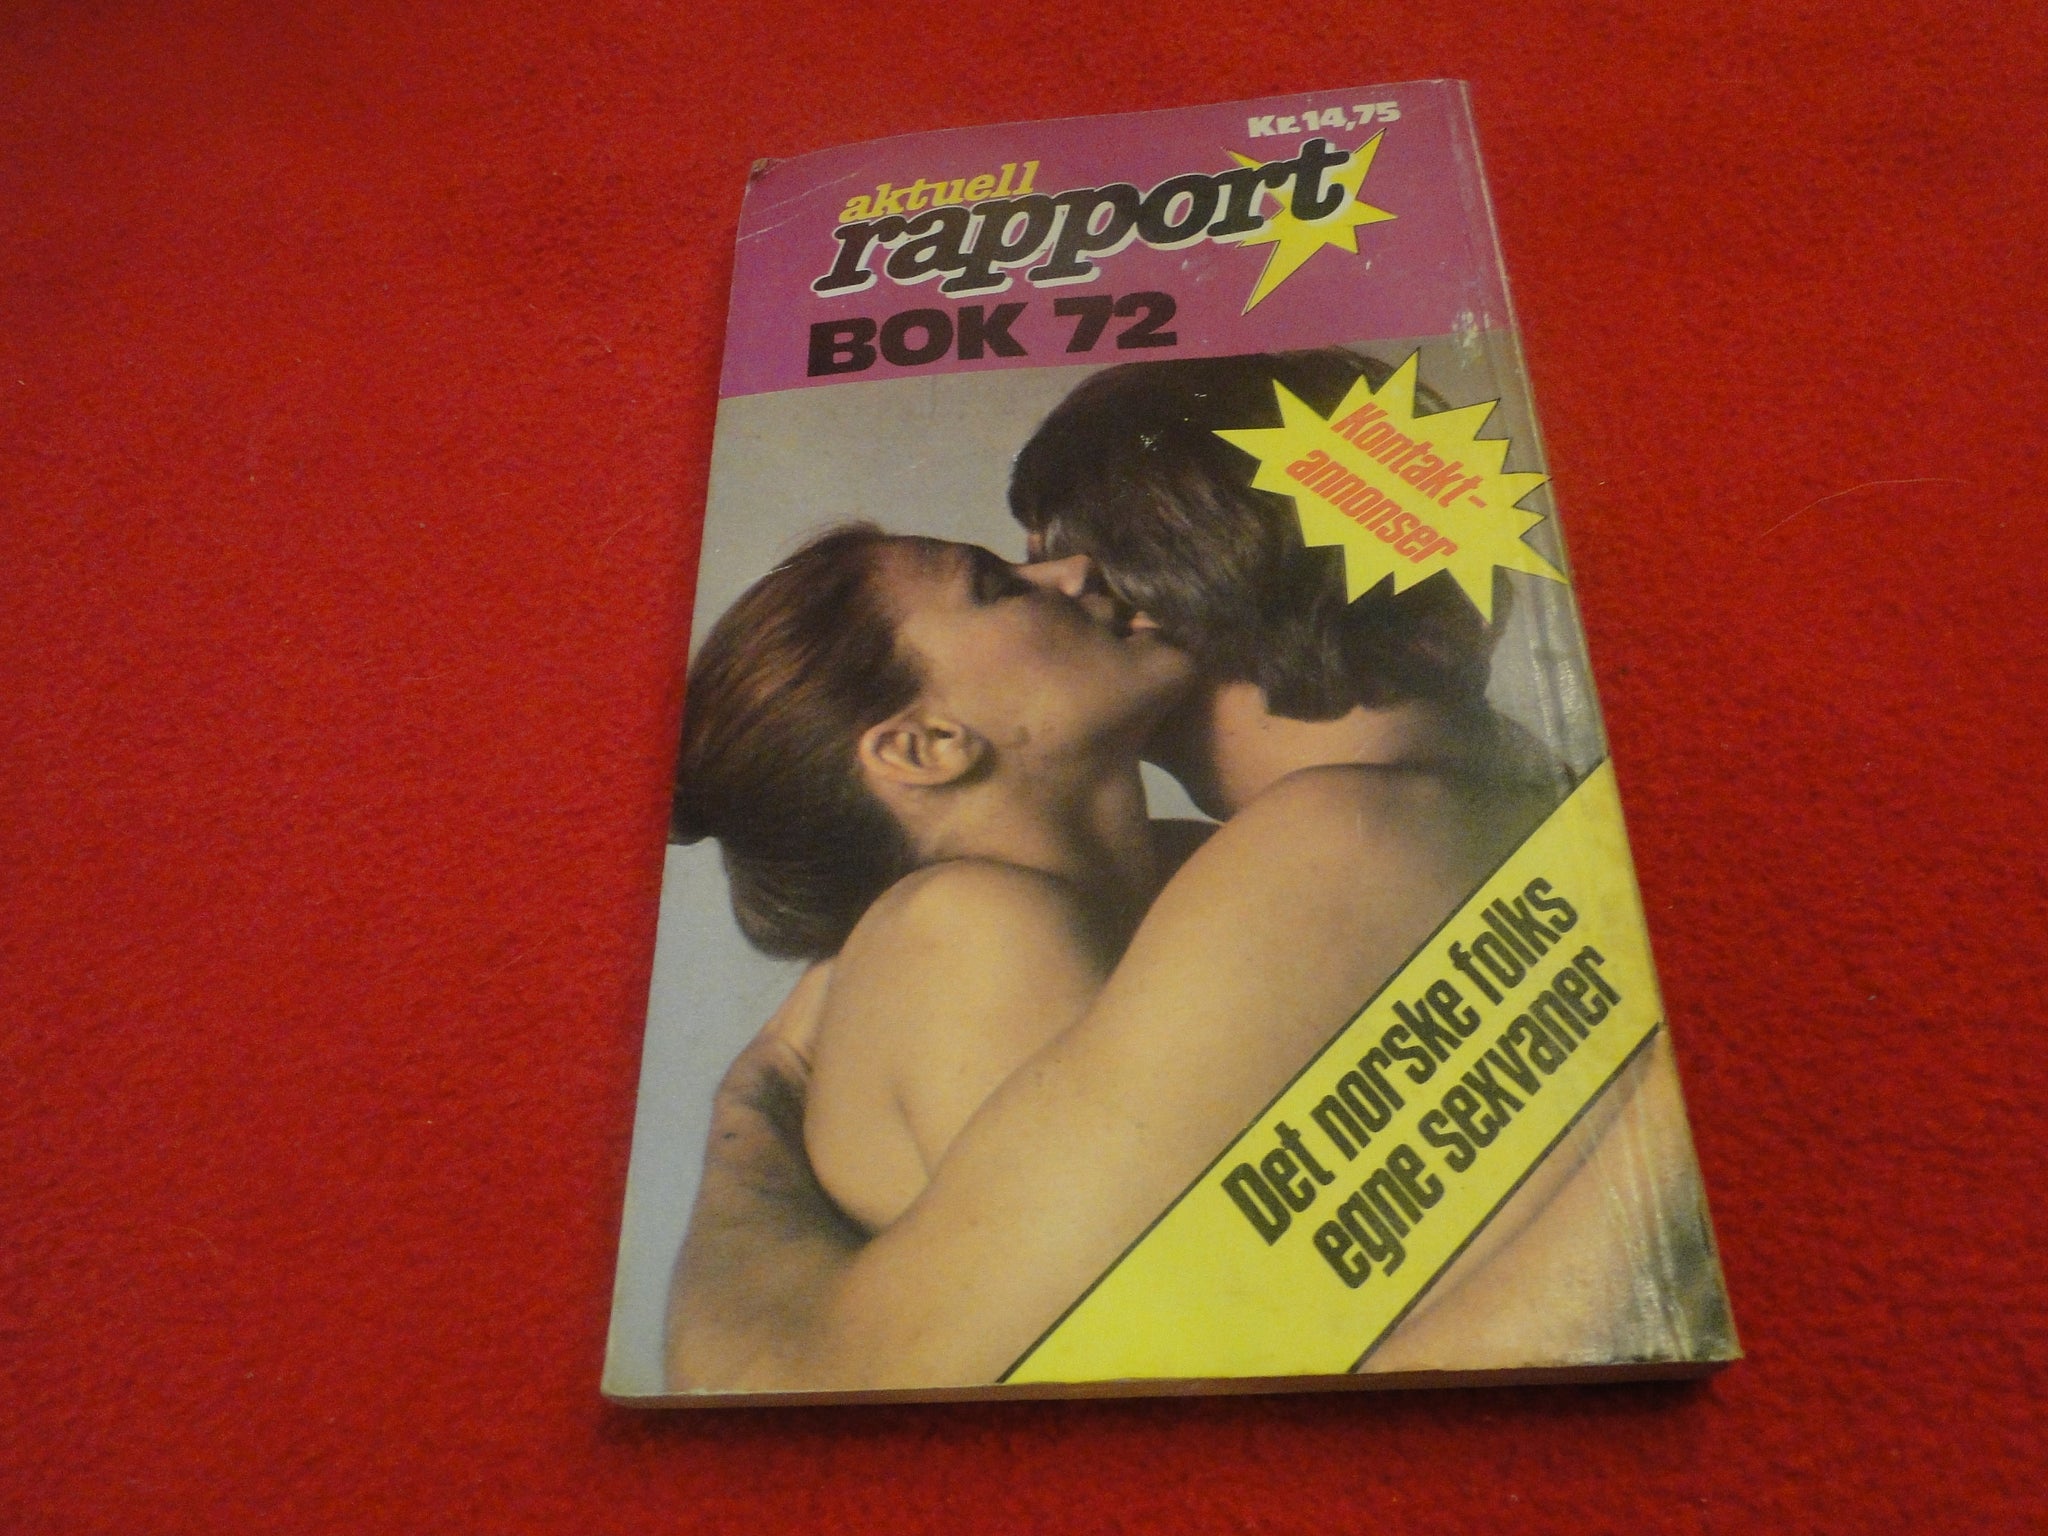 Kr.14,75
aktuell
rapport
BOK 72
Kontakt-
annonser
Det norske folks
egne sexvaner